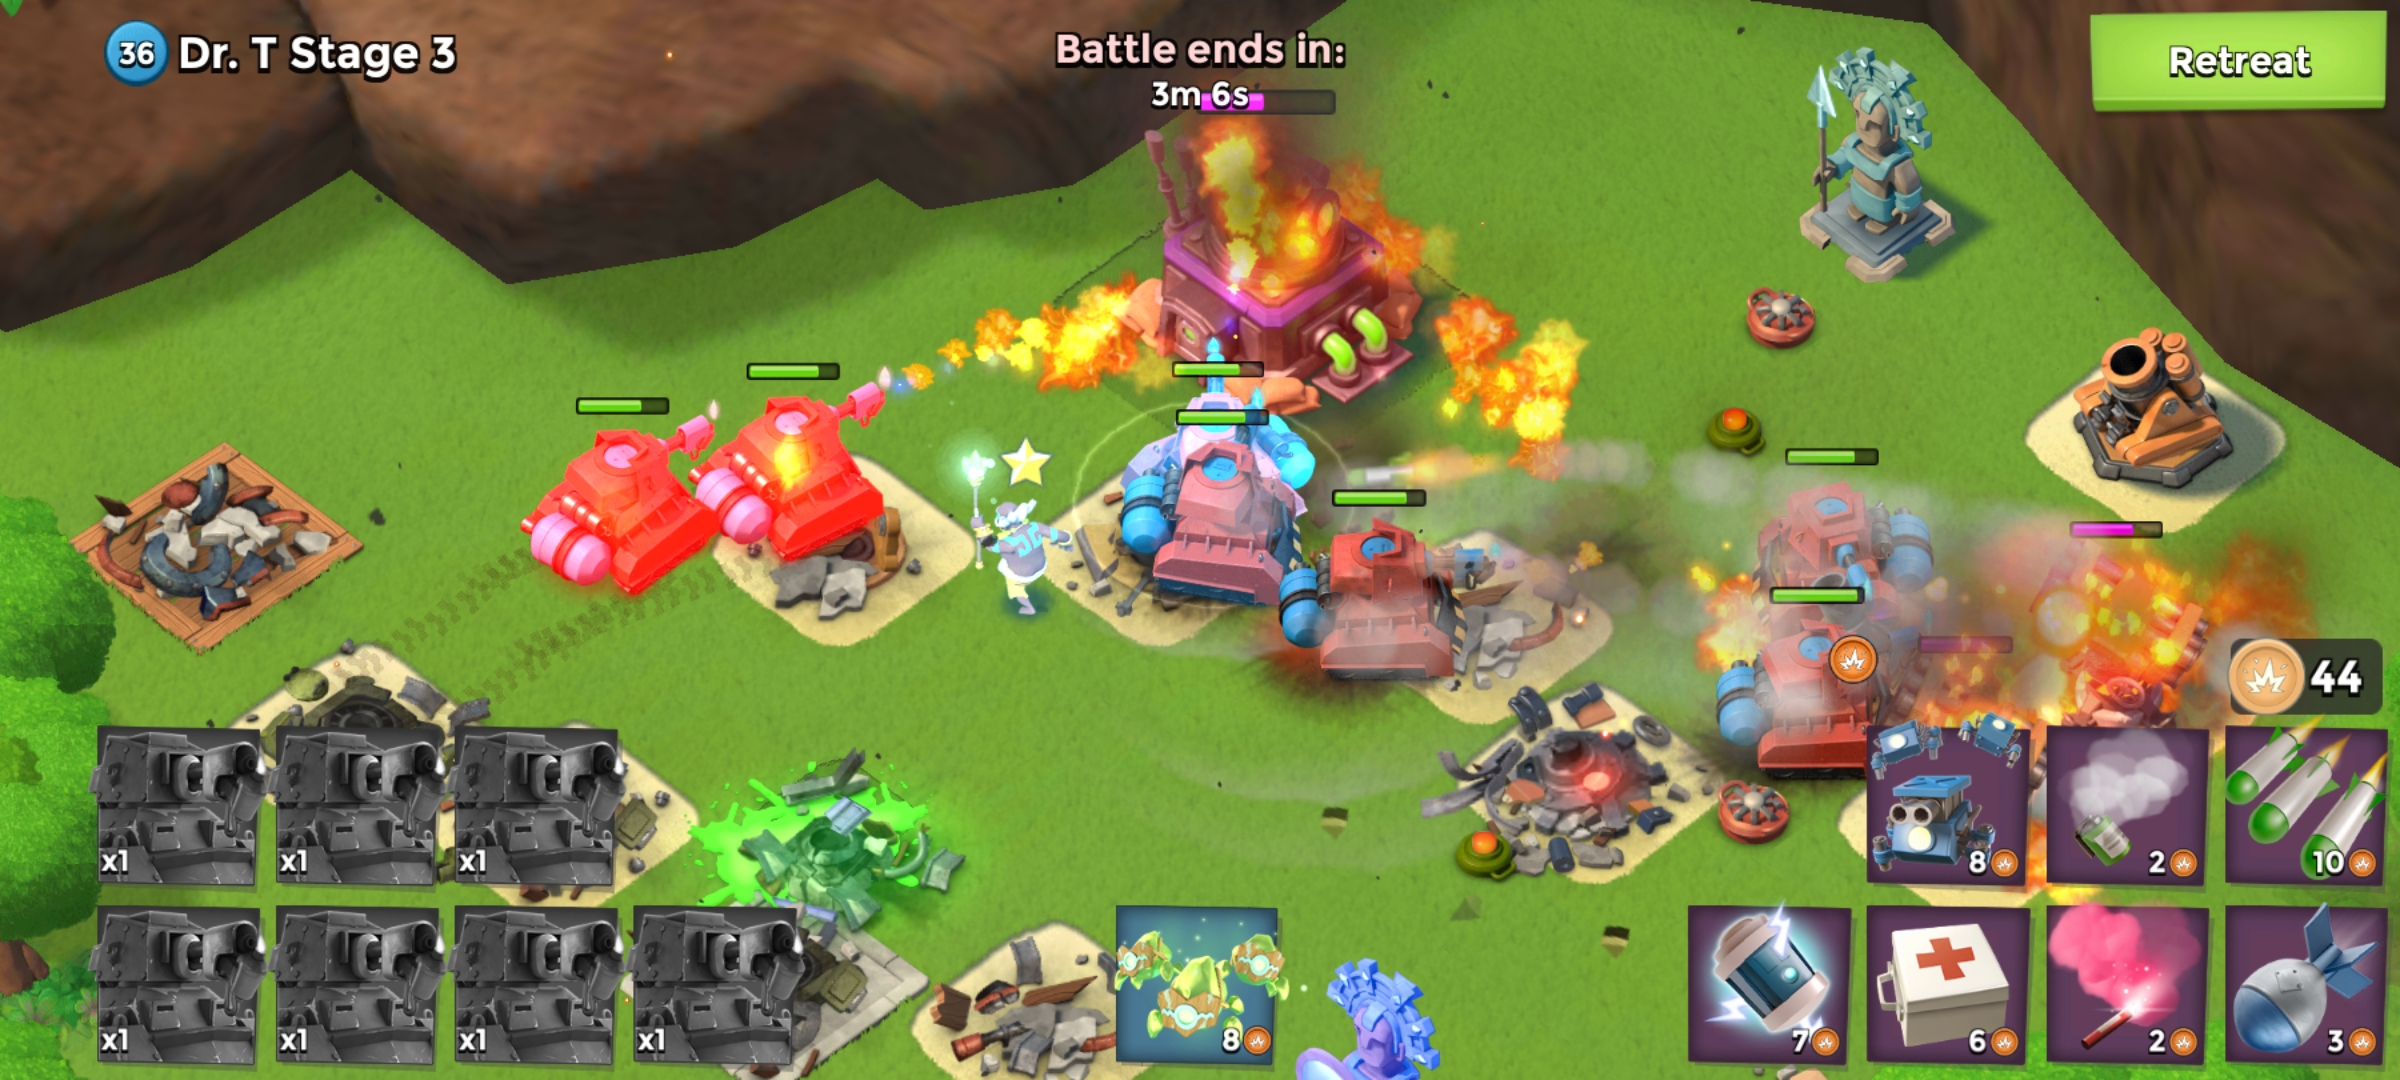 36 Dr. T Stage 3
Battle ends in:
3m 6s
Retreat
44
x1 x1 x1
8 2 10
x1 x1 x1 x1
8
7 6 2 3